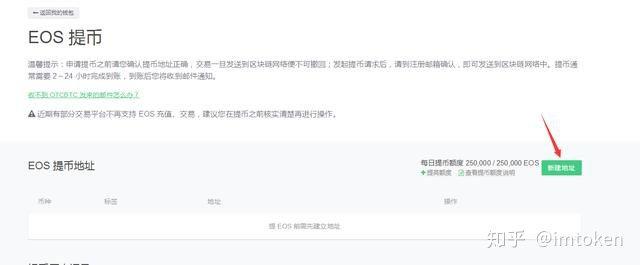 ⬅ 返回我的钱包
EOS 提币
温馨提示：申请提币之前请您确认提币地址正确，交易一旦发送到区块链网络便不可撤回；发起提币请求后，请到注册邮箱确认，即可发送到区块链网络中。提币通
常需要 2～24 小时完成到账，到账后您将收到邮件通知。
收不到 OTCBTC 发来的邮件怎么办？
近期有部分交易平台不再支持 EOS 充值、交易，建议您在提币之前核实清楚再进行操作。
EOS 提币地址
每日提币额度 250,000 / 250,000 EOS
+ 提高额度 查看提币额度说明
新建地址
币种 标签 地址 操作
提 EOS 前需先建立地址
知乎 @imtoken